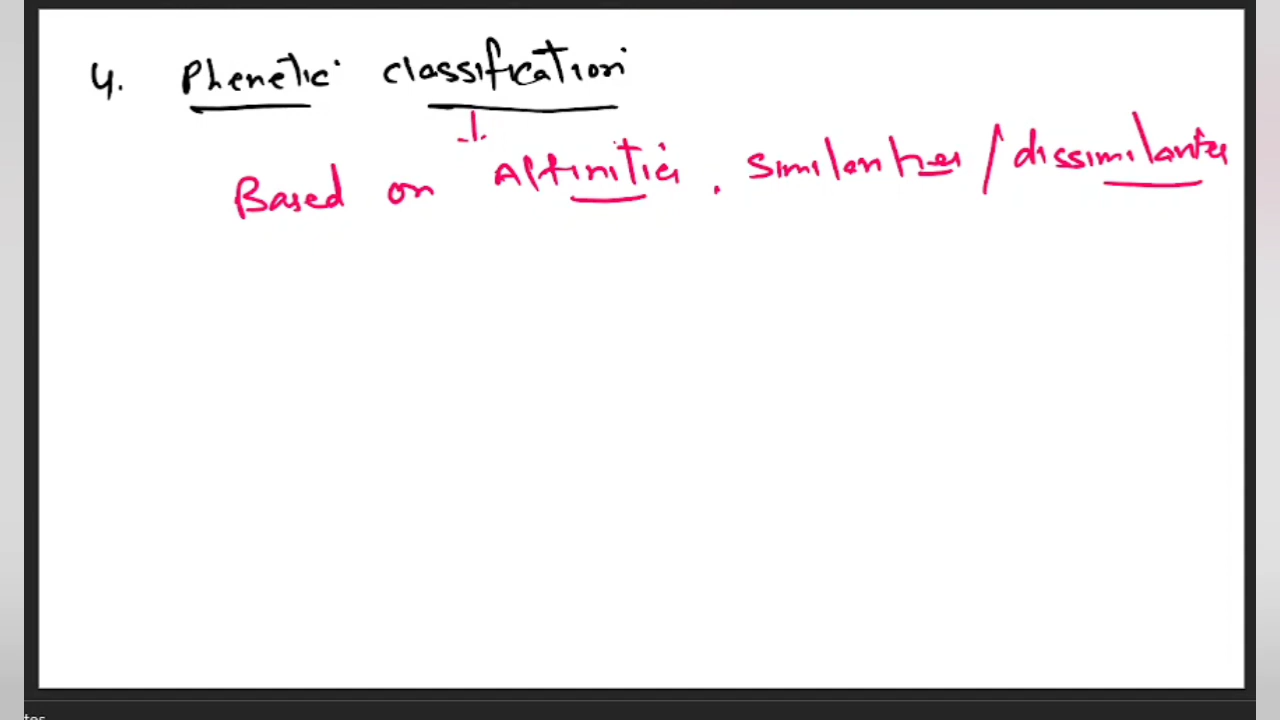 4. Phenetic classification
Based on Affinities, similarities / dissimilarities